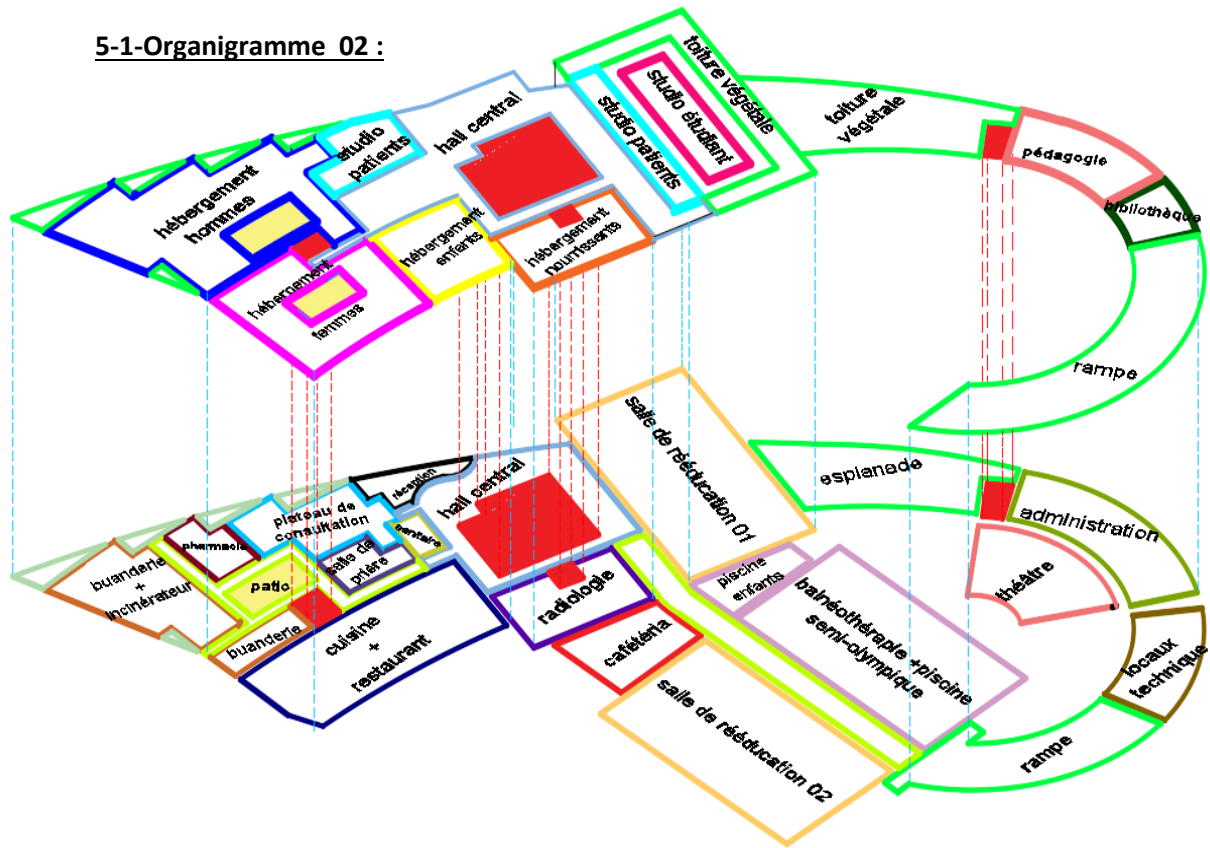 5-1-Organigramme 02 :
toiture végétale
studio étudiant
studio patients
toiture
végétale
hall central
studio
patients
pédagogie
bibliothèque
hébergement
hommes
hébergement
enfants
hébergement
nourrissents
hébernement
femmes
rampe
salle de rééducation 01
esplanade
réception
hall central
plateau de
consultation
sanitaire
pharmacie
salle de
prière
administration
buanderie
+
incinérateur
patio
théâtre
piscine
enfants
radiologie
balnéothérapie +piscine
semi-olympique
buanderie
cuisine
+
restaurant
caféteria
locaux
technique
salle de rééducation 02
rampe